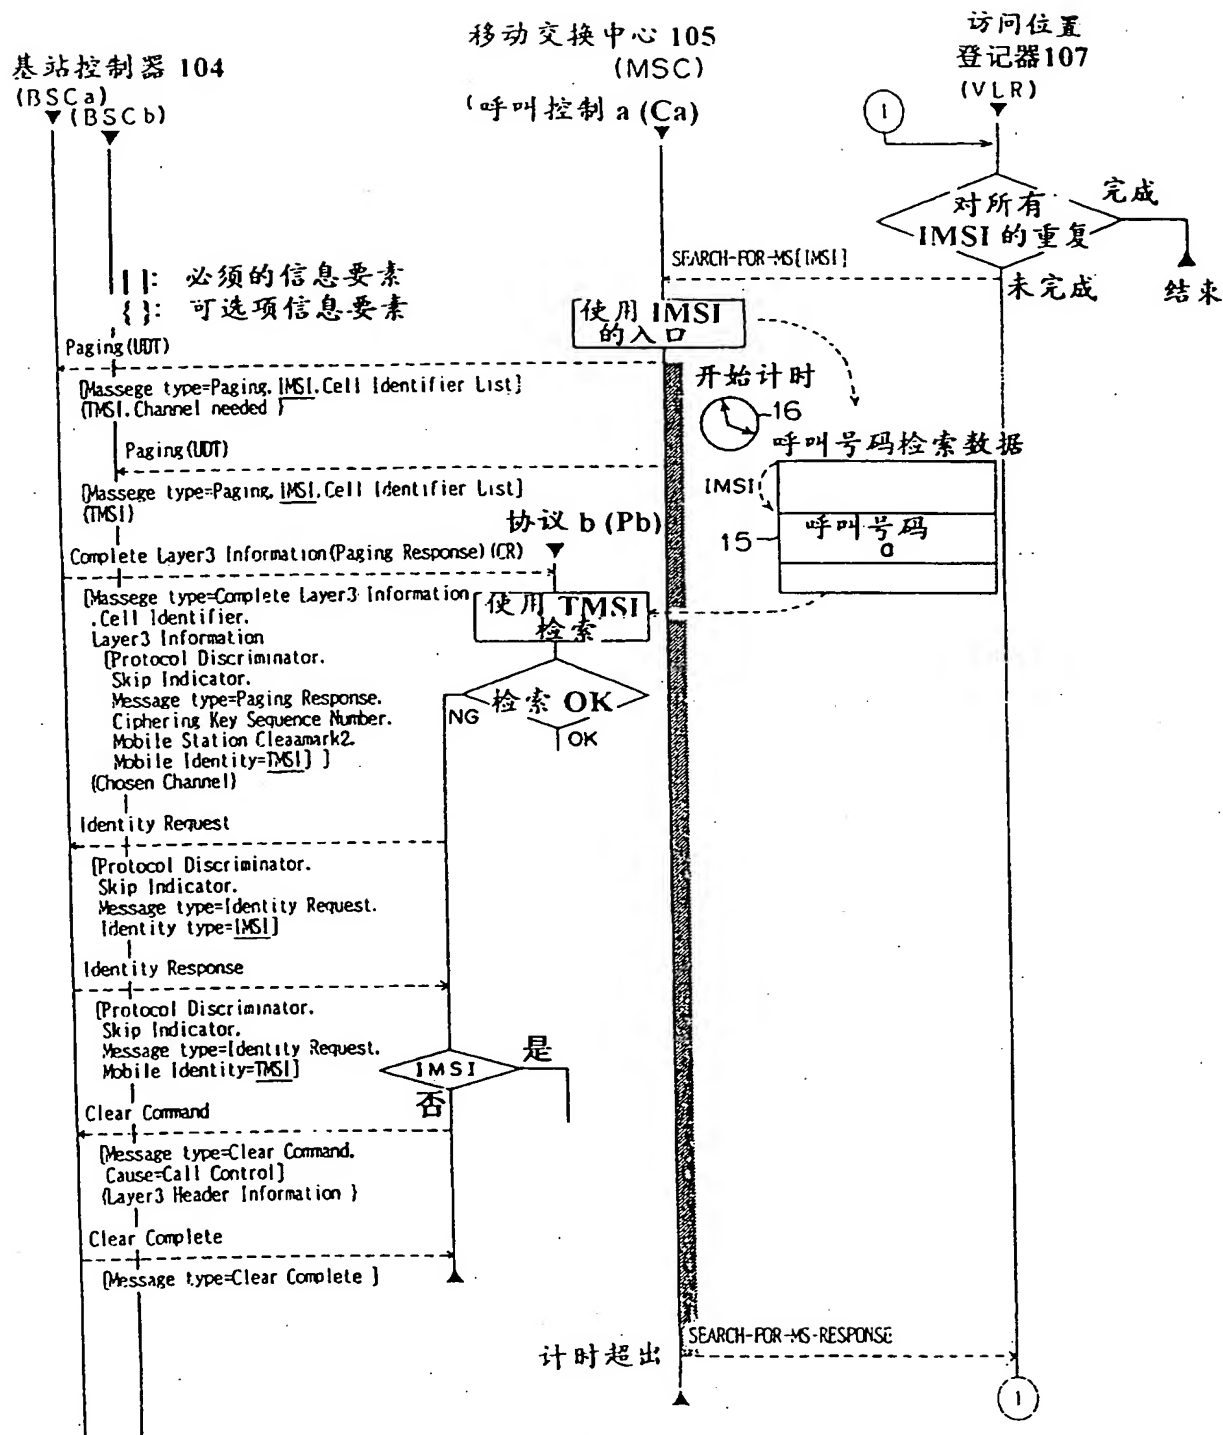 基站控制器 104
(BSCa)
(BSCb)
移动交换中心 105
(MSC)
(呼叫控制 a (Ca)
访问位置
登记器107
(VLR)
1
对所有
IMSI 的重复
完成
未完成
结束
SEARCH-FOR-MS[IMSI]
[ ]: 必须的信息要素
{ }: 可选项信息要素
使用 IMSI
的入口
Paging(UDT)
[Massege type=Paging. IMSI.Cell Identifier List]
{TMSI.Channel needed }
开始计时
16
呼叫号码检索数据
IMSI
15
呼叫号码
a
Paging(UDT)
[Massege type=Paging. IMSI.Cell Identifier List]
{TMSI}
协议 b (Pb)
Complete Layer3 Information(Paging Response)(CR)
[Massege type=Complete Layer3 Information
.Cell Identifier.
Layer3 Information
[Protocol Discriminator.
Skip Indicator.
Message type=Paging Response.
Ciphering Key Sequence Number.
Mobile Station Cleaamark2.
Mobile Identity=TMSI] ]
{Chosen Channel}
使用 TMSI
检索
检索 OK
NG
OK
Identity Request
[Protocol Discriminator.
Skip Indicator.
Message type=Identity Request.
Identity type=IMSI]
Identity Response
[Protocol Discriminator.
Skip Indicator.
Message type=Identity Request.
Mobile Identity=TMSI]
IMSI
是
否
Clear Command
[Message type=Clear Command.
Cause=Call Control]
{Layer3 Header Information }
Clear Complete
[Message type=Clear Complete ]
计时超出
SEARCH-FOR-MS-RESPONSE
1